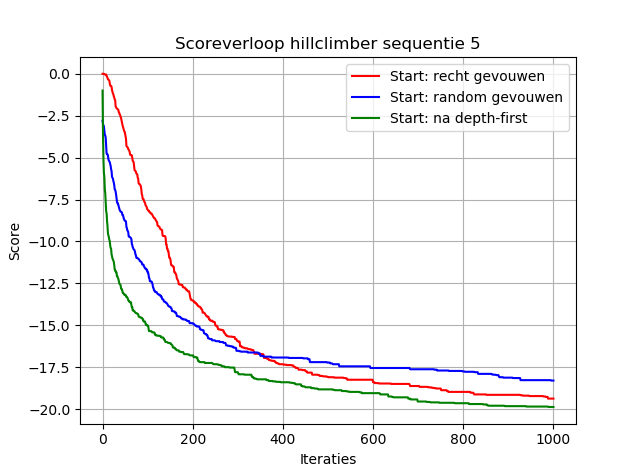 Scoreverloop hillclimber sequentie 5
Start: recht gevouwen
Start: random gevouwen
Start: na depth-first
Score
0.0
−2.5
−5.0
−7.5
−10.0
−12.5
−15.0
−17.5
−20.0
0 200 400 600 800 1000
Iteraties